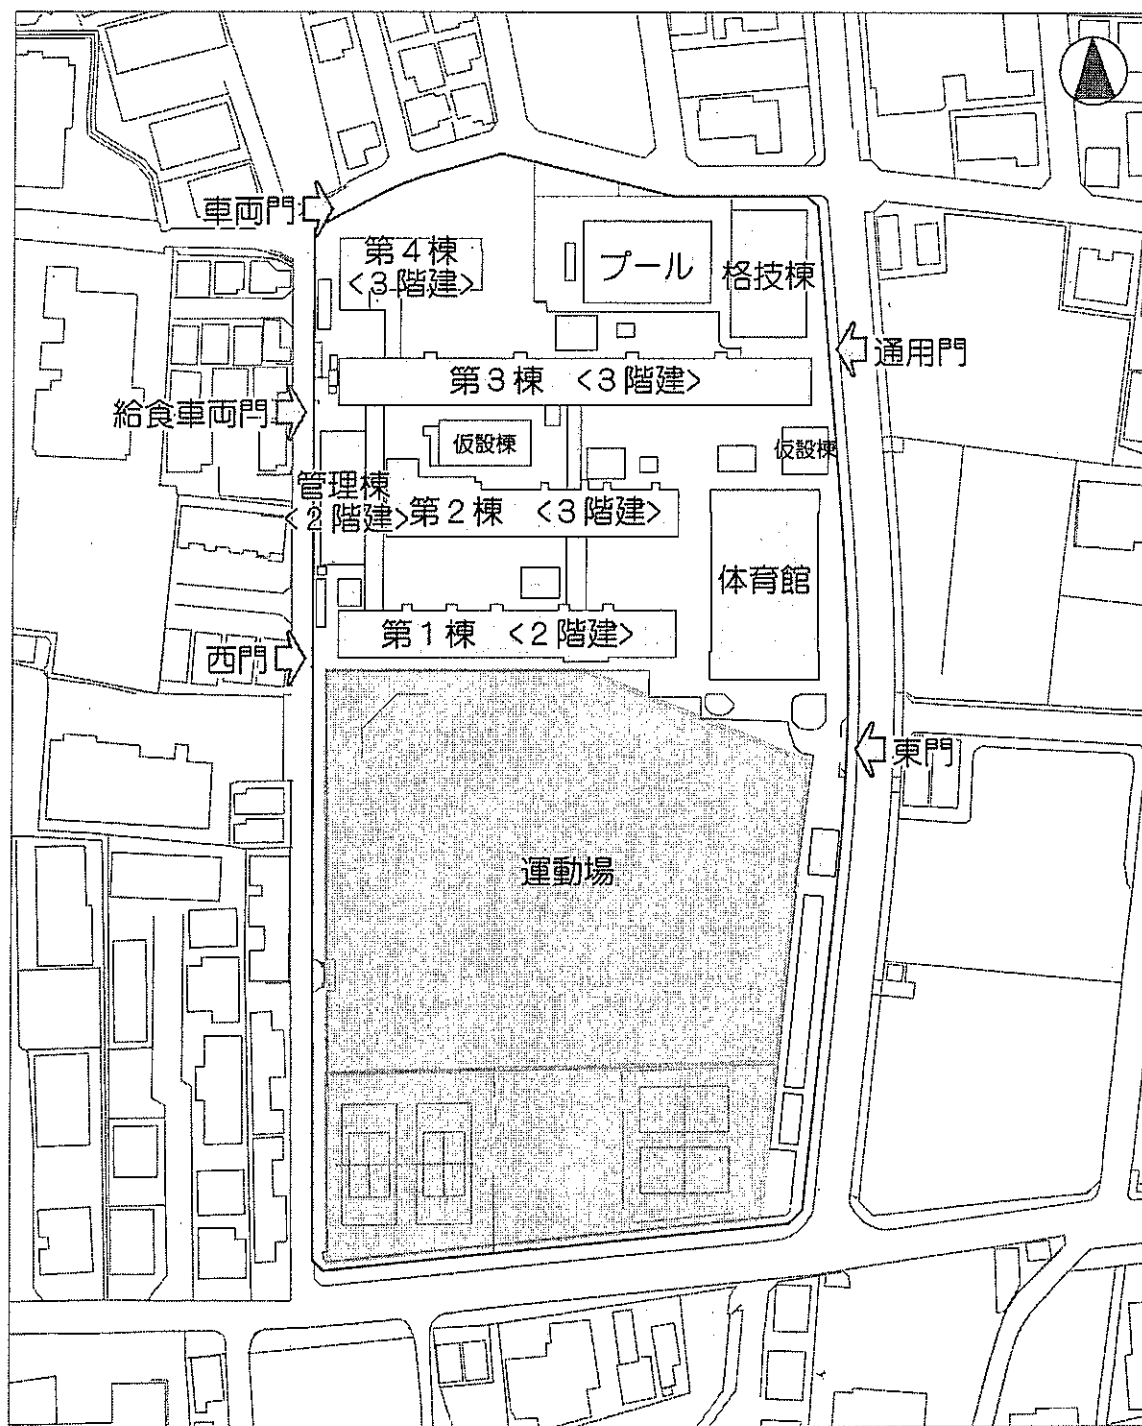 車両門
第4棟
<3階建>
プール
格技棟
通用門
第3棟 <3階建>
給食車両門
仮設棟
仮設棟
管理棟
<2階建>
第2棟 <3階建>
体育館
第1棟 <2階建>
西門
東門
運動場